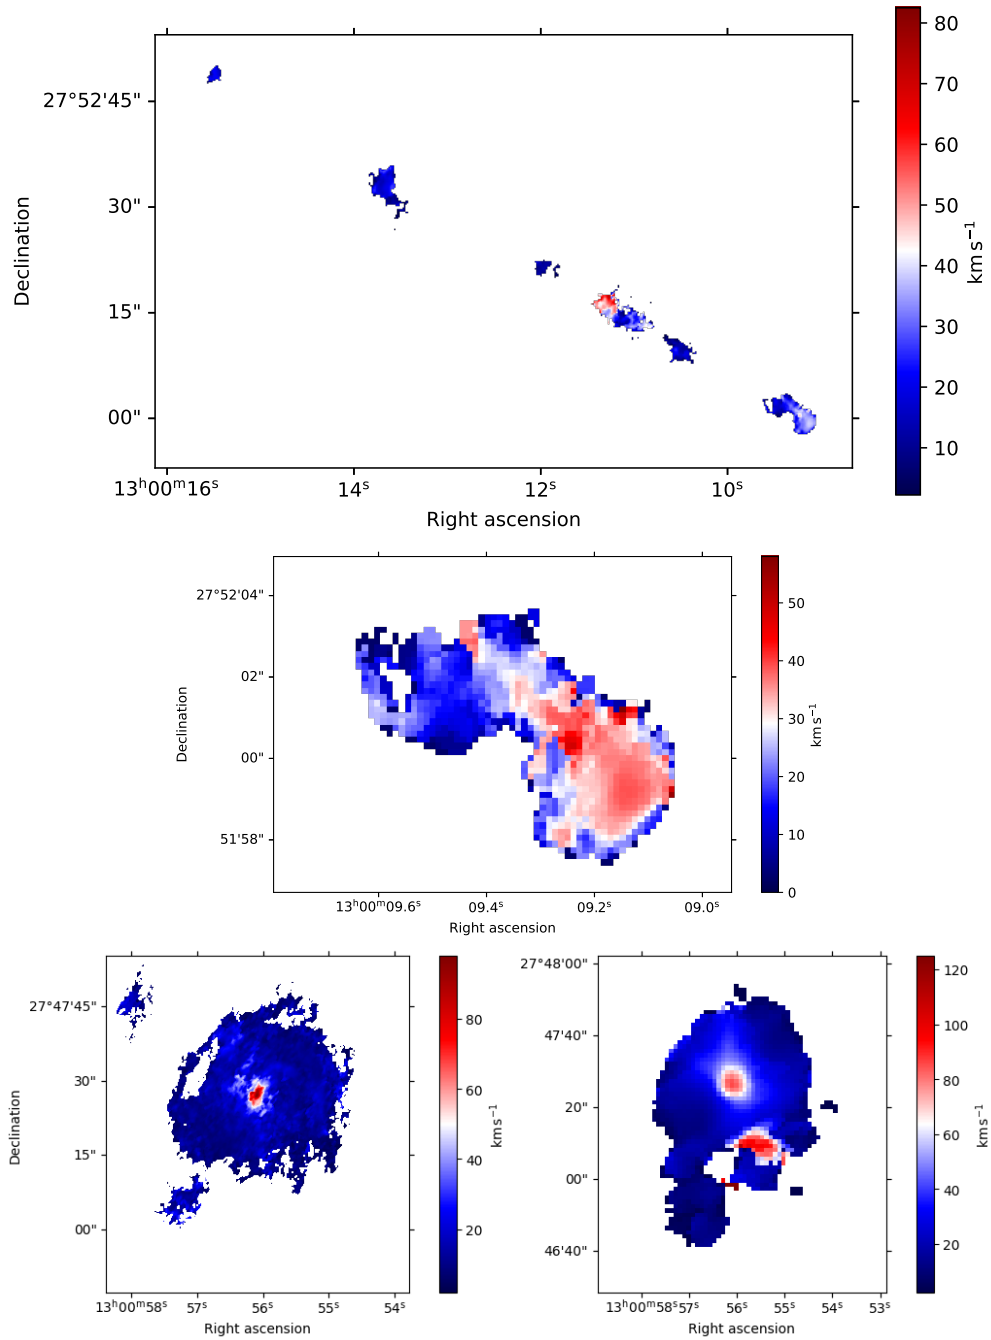 80
27°52'45"
70
60
30"
50
Declination
km s⁻¹
40
15"
30
20
00"
10
13ʰ00ᵐ16ˢ 14ˢ 12ˢ 10ˢ
Right ascension
27°52'04"
50
40
02"
Declination
30
km s⁻¹
00"
20
10
51'58"
0
13ʰ00ᵐ09.6ˢ 09.4ˢ 09.2ˢ 09.0ˢ
Right ascension
27°47'45"
80
30"
60
Declination
km s⁻¹
40
15"
00"
20
13ʰ00ᵐ58ˢ 57ˢ 56ˢ 55ˢ 54ˢ
Right ascension
27°48'00"
120
47'40"
100
80
20"
60
km s⁻¹
00"
40
46'40"
20
13ʰ00ᵐ58ˢ57ˢ 56ˢ 55ˢ 54ˢ 53ˢ
Right ascension